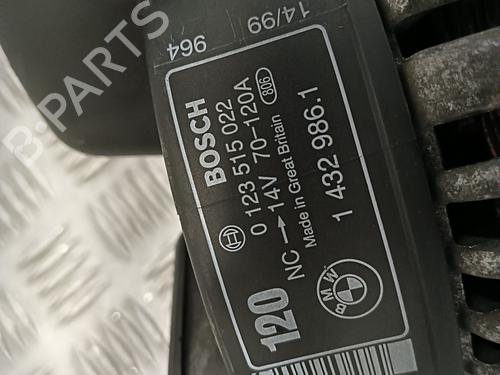 964
14/99
BOSCH
0 123 515 022
NC → 14V 70-120A
806
Made in Great Britain
1 432 986.1
120
BMW
B-PARTS